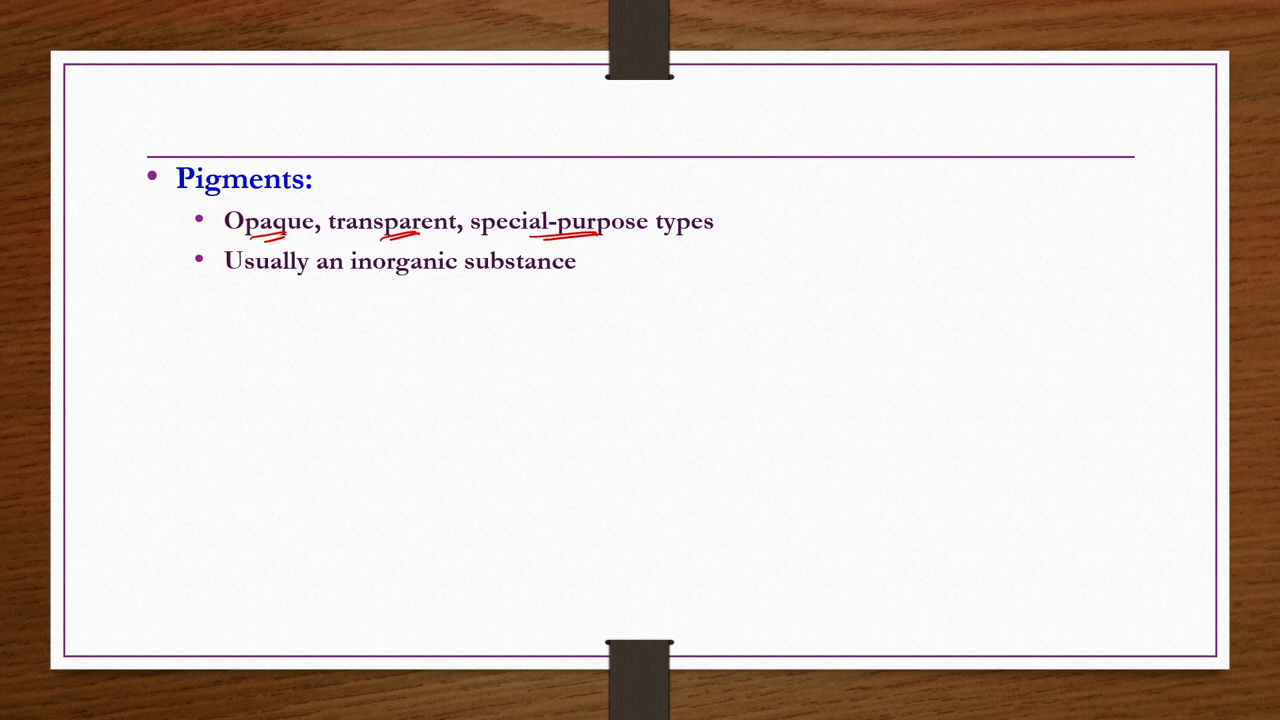 • Pigments:
• Opaque, transparent, special-purpose types
• Usually an inorganic substance